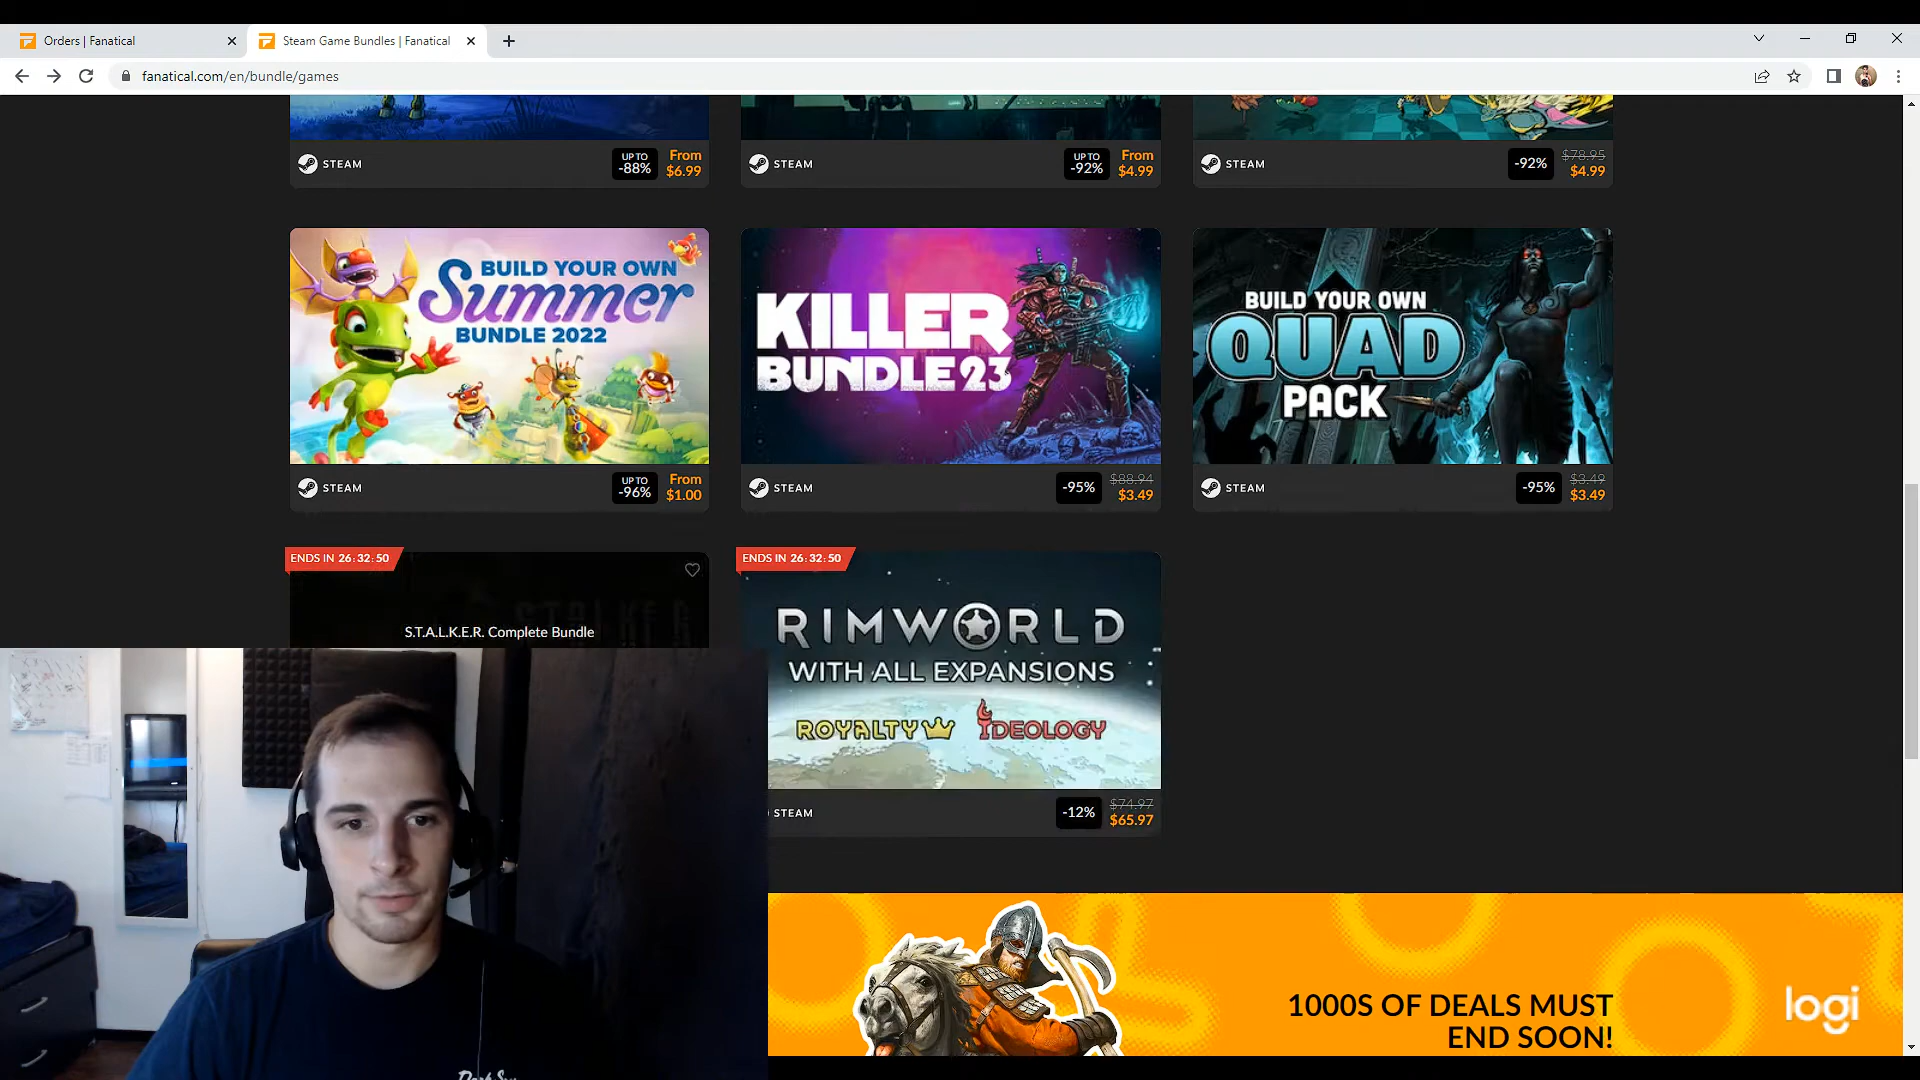 Orders | Fanatical
Steam Game Bundles | Fanatical
fanatical.com/en/bundle/games
STEAM
UP TO
-88%
From
$6.99
STEAM
UP TO
-92%
From
$4.99
STEAM
-92%
$78.95
$4.99
BUILD YOUR OWN
Summer
BUNDLE 2022
KILLER
BUNDLE 23
BUILD YOUR OWN
QUAD
PACK
STEAM
UP TO
-96%
From
$1.00
STEAM
-95%
$88.94
$3.49
STEAM
-95%
$3.49
$3.49
ENDS IN 26:32:50
S.T.A.L.K.E.R. Complete Bundle
ENDS IN 26:32:50
RIMWORLD
WITH ALL EXPANSIONS
ROYALTY
IDEOLOGY
STEAM
-12%
$74.97
$65.97
1000S OF DEALS MUST
END SOON!
logi